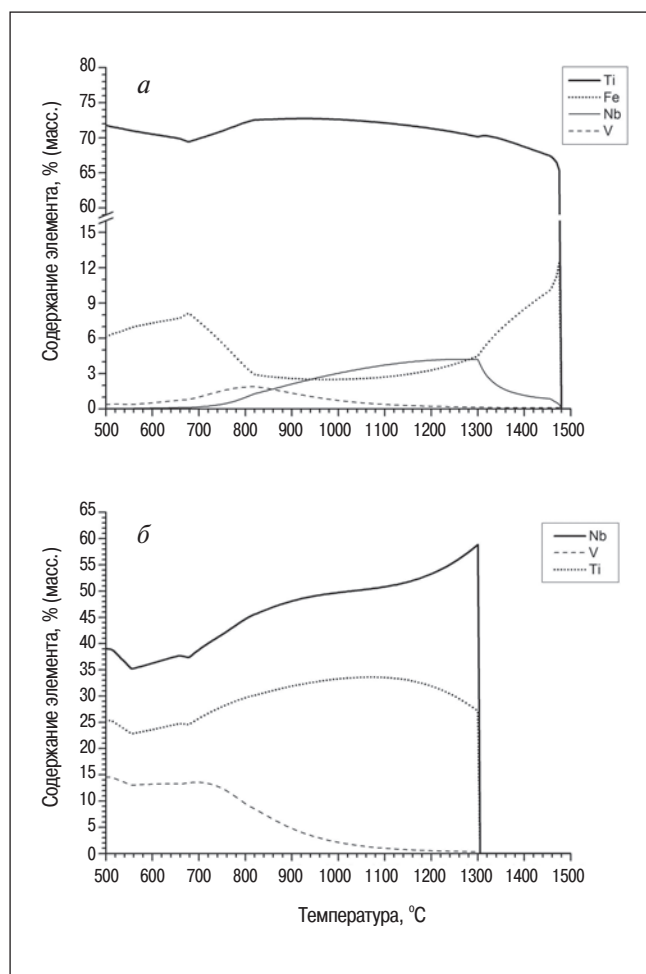 а
Ti
Fe
Nb
V
80
75
70
65
60
15
12
9
6
3
0
500 600 700 800 900 1000 1100 1200 1300 1400 1500
Содержание элемента, % (масс.)
б
Nb
V
Ti
65
60
55
50
45
40
35
30
25
20
15
10
5
0
500 600 700 800 900 1000 1100 1200 1300 1400 1500
Содержание элемента, % (масс.)
Температура, °C